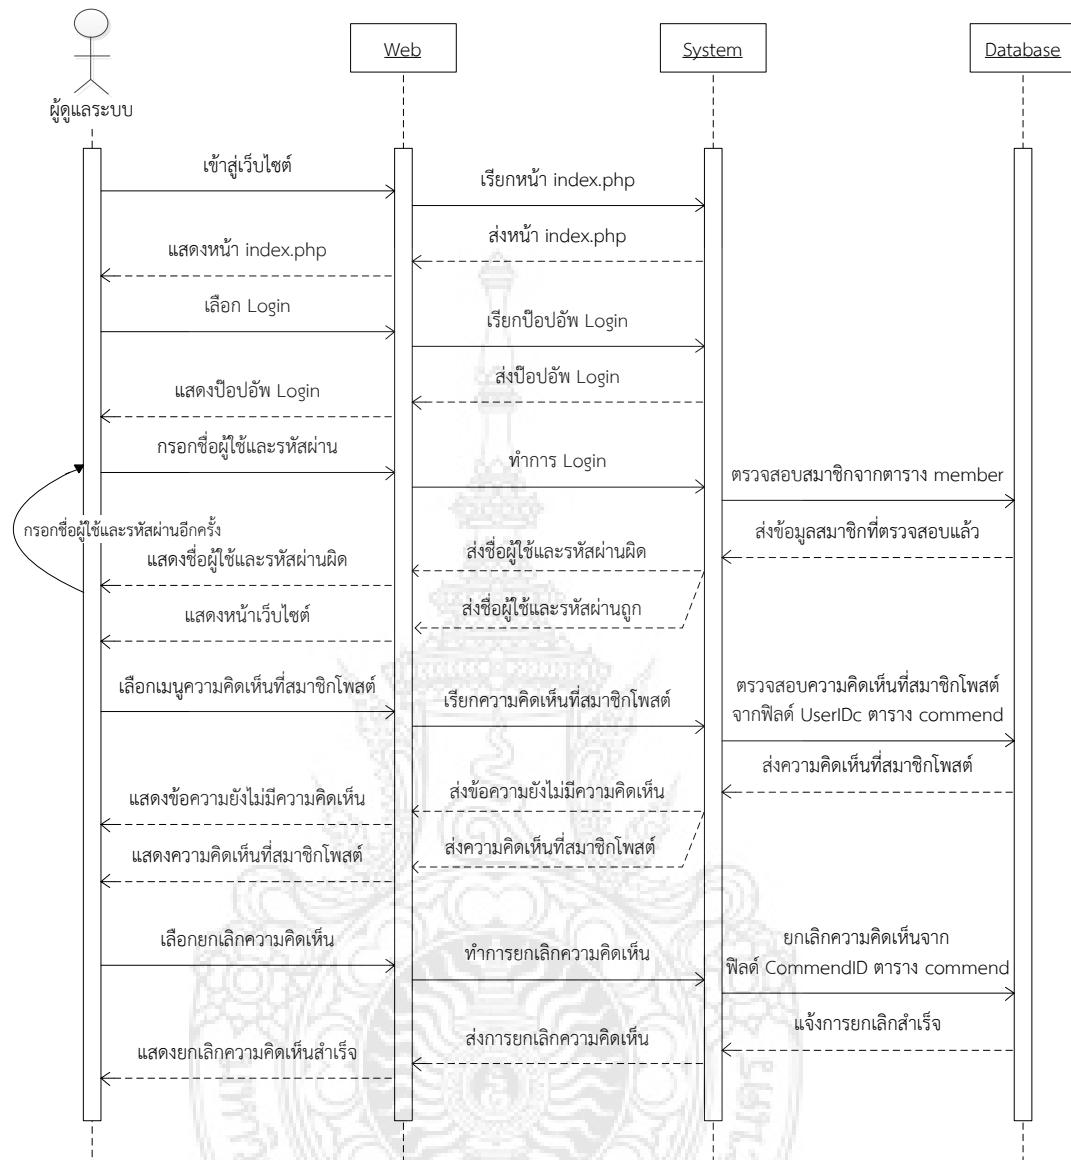 Web
System
Database
ผู้ดูแลระบบ
เข้าสู่เว็บไซต์
เรียกหน้า index.php
ส่งหน้า index.php
แสดงหน้า index.php
เลือก Login
เรียกป๊อปอัพ Login
ส่งป๊อปอัพ Login
แสดงป๊อปอัพ Login
กรอกชื่อผู้ใช้และรหัสผ่าน
ทำการ Login
ตรวจสอบสมาชิกจากตาราง member
กรอกชื่อผู้ใช้และรหัสผ่านอีกครั้ง
ส่งข้อมูลสมาชิกที่ตรวจสอบแล้ว
ส่งชื่อผู้ใช้และรหัสผ่านผิด
แสดงชื่อผู้ใช้และรหัสผ่านผิด
ส่งชื่อผู้ใช้และรหัสผ่านถูก
แสดงหน้าเว็บไซต์
เลือกเมนูความคิดเห็นที่สมาชิกโพสต์
เรียกความคิดเห็นที่สมาชิกโพสต์
ตรวจสอบความคิดเห็นที่สมาชิกโพสต์
จากฟิลด์ UserIDc ตาราง commend
ส่งความคิดเห็นที่สมาชิกโพสต์
ส่งข้อความยังไม่มีความคิดเห็น
แสดงข้อความยังไม่มีความคิดเห็น
ส่งความคิดเห็นที่สมาชิกโพสต์
แสดงความคิดเห็นที่สมาชิกโพสต์
เลือกยกเลิกความคิดเห็น
ทำการยกเลิกความคิดเห็น
ยกเลิกความคิดเห็นจาก
ฟิลด์ CommendID ตาราง commend
แจ้งการยกเลิกสำเร็จ
ส่งการยกเลิกความคิดเห็น
แสดงยกเลิกความคิดเห็นสำเร็จ